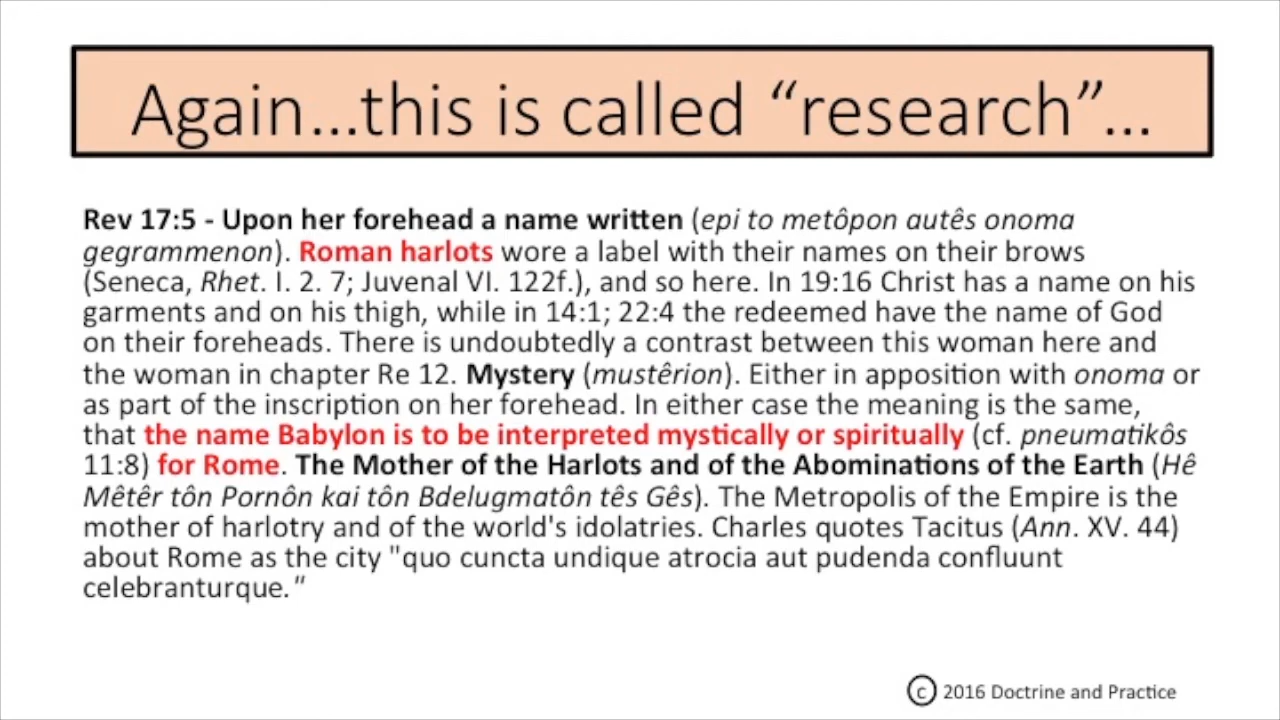 Again...this is called “research”...
Rev 17:5 - Upon her forehead a name written (epi to metôpon autês onoma
gegrammenon). Roman harlots wore a label with their names on their brows
(Seneca, Rhet. I. 2. 7; Juvenal VI. 122f.), and so here. In 19:16 Christ has a name on his
garments and on his thigh, while in 14:1; 22:4 the redeemed have the name of God
on their foreheads. There is undoubtedly a contrast between this woman here and
the woman in chapter Re 12. Mystery (mustêrion). Either in apposition with onoma or
as part of the inscription on her forehead. In either case the meaning is the same,
that the name Babylon is to be interpreted mystically or spiritually (cf. pneumatikôs
11:8) for Rome. The Mother of the Harlots and of the Abominations of the Earth (Hê
Mêtêr tôn Pornôn kai tôn Bdelugmatôn tês Gês). The Metropolis of the Empire is the
mother of harlotry and of the world's idolatries. Charles quotes Tacitus (Ann. XV. 44)
about Rome as the city "quo cuncta undique atrocia aut pudenda confluunt
celebranturque."
© 2016 Doctrine and Practice